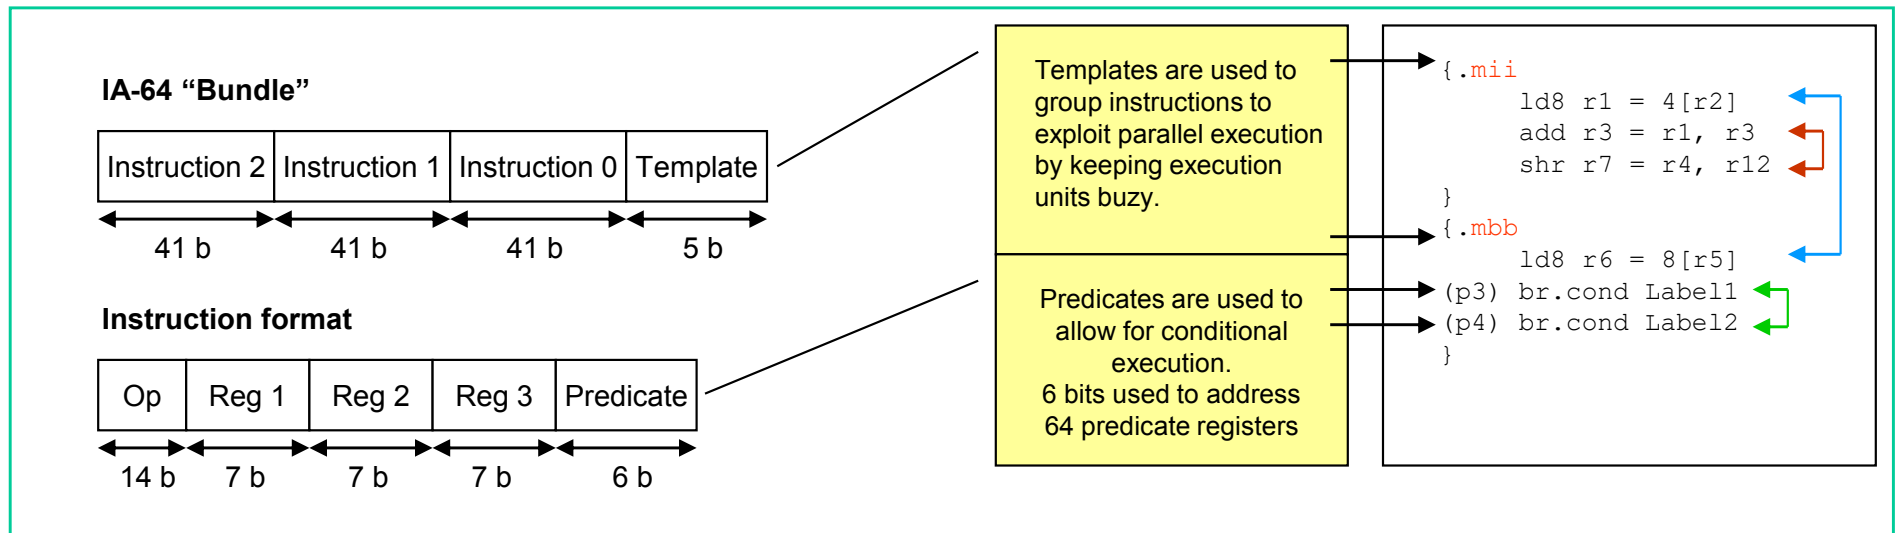 IA-64 “Bundle”
Instruction 2 Instruction 1 Instruction 0 Template
41 b 41 b 41 b 5 b
Instruction format
Op Reg 1 Reg 2 Reg 3 Predicate
14 b 7 b 7 b 7 b 6 b
Templates are used to
group instructions to
exploit parallel execution
by keeping execution
units buzy.
Predicates are used to
allow for conditional
execution.
6 bits used to address
64 predicate registers
{.mii
ld8 r1 = 4[r2]
add r3 = r1, r3
shr r7 = r4, r12
}
{.mbb
ld8 r6 = 8[r5]
(p3) br.cond Label1
(p4) br.cond Label2
}